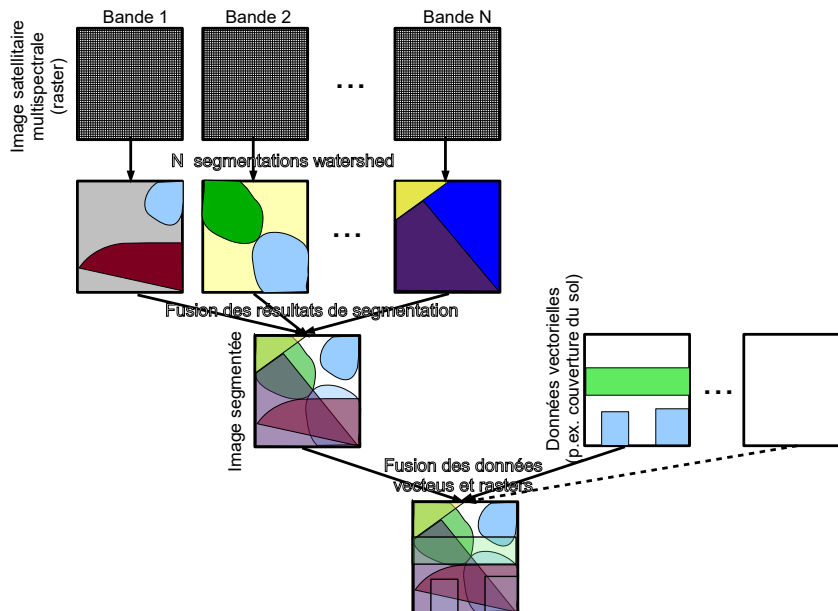 Bande 1
Bande 2
Bande N
Image satellitaire
multispectrale
(raster)
...
N segmentations watershed
...
Fusion des résultats de segmentation
Image segmentée
Données vectorielles
(p.ex. couverture du sol)
...
Fusion des données
vecteus et rasters